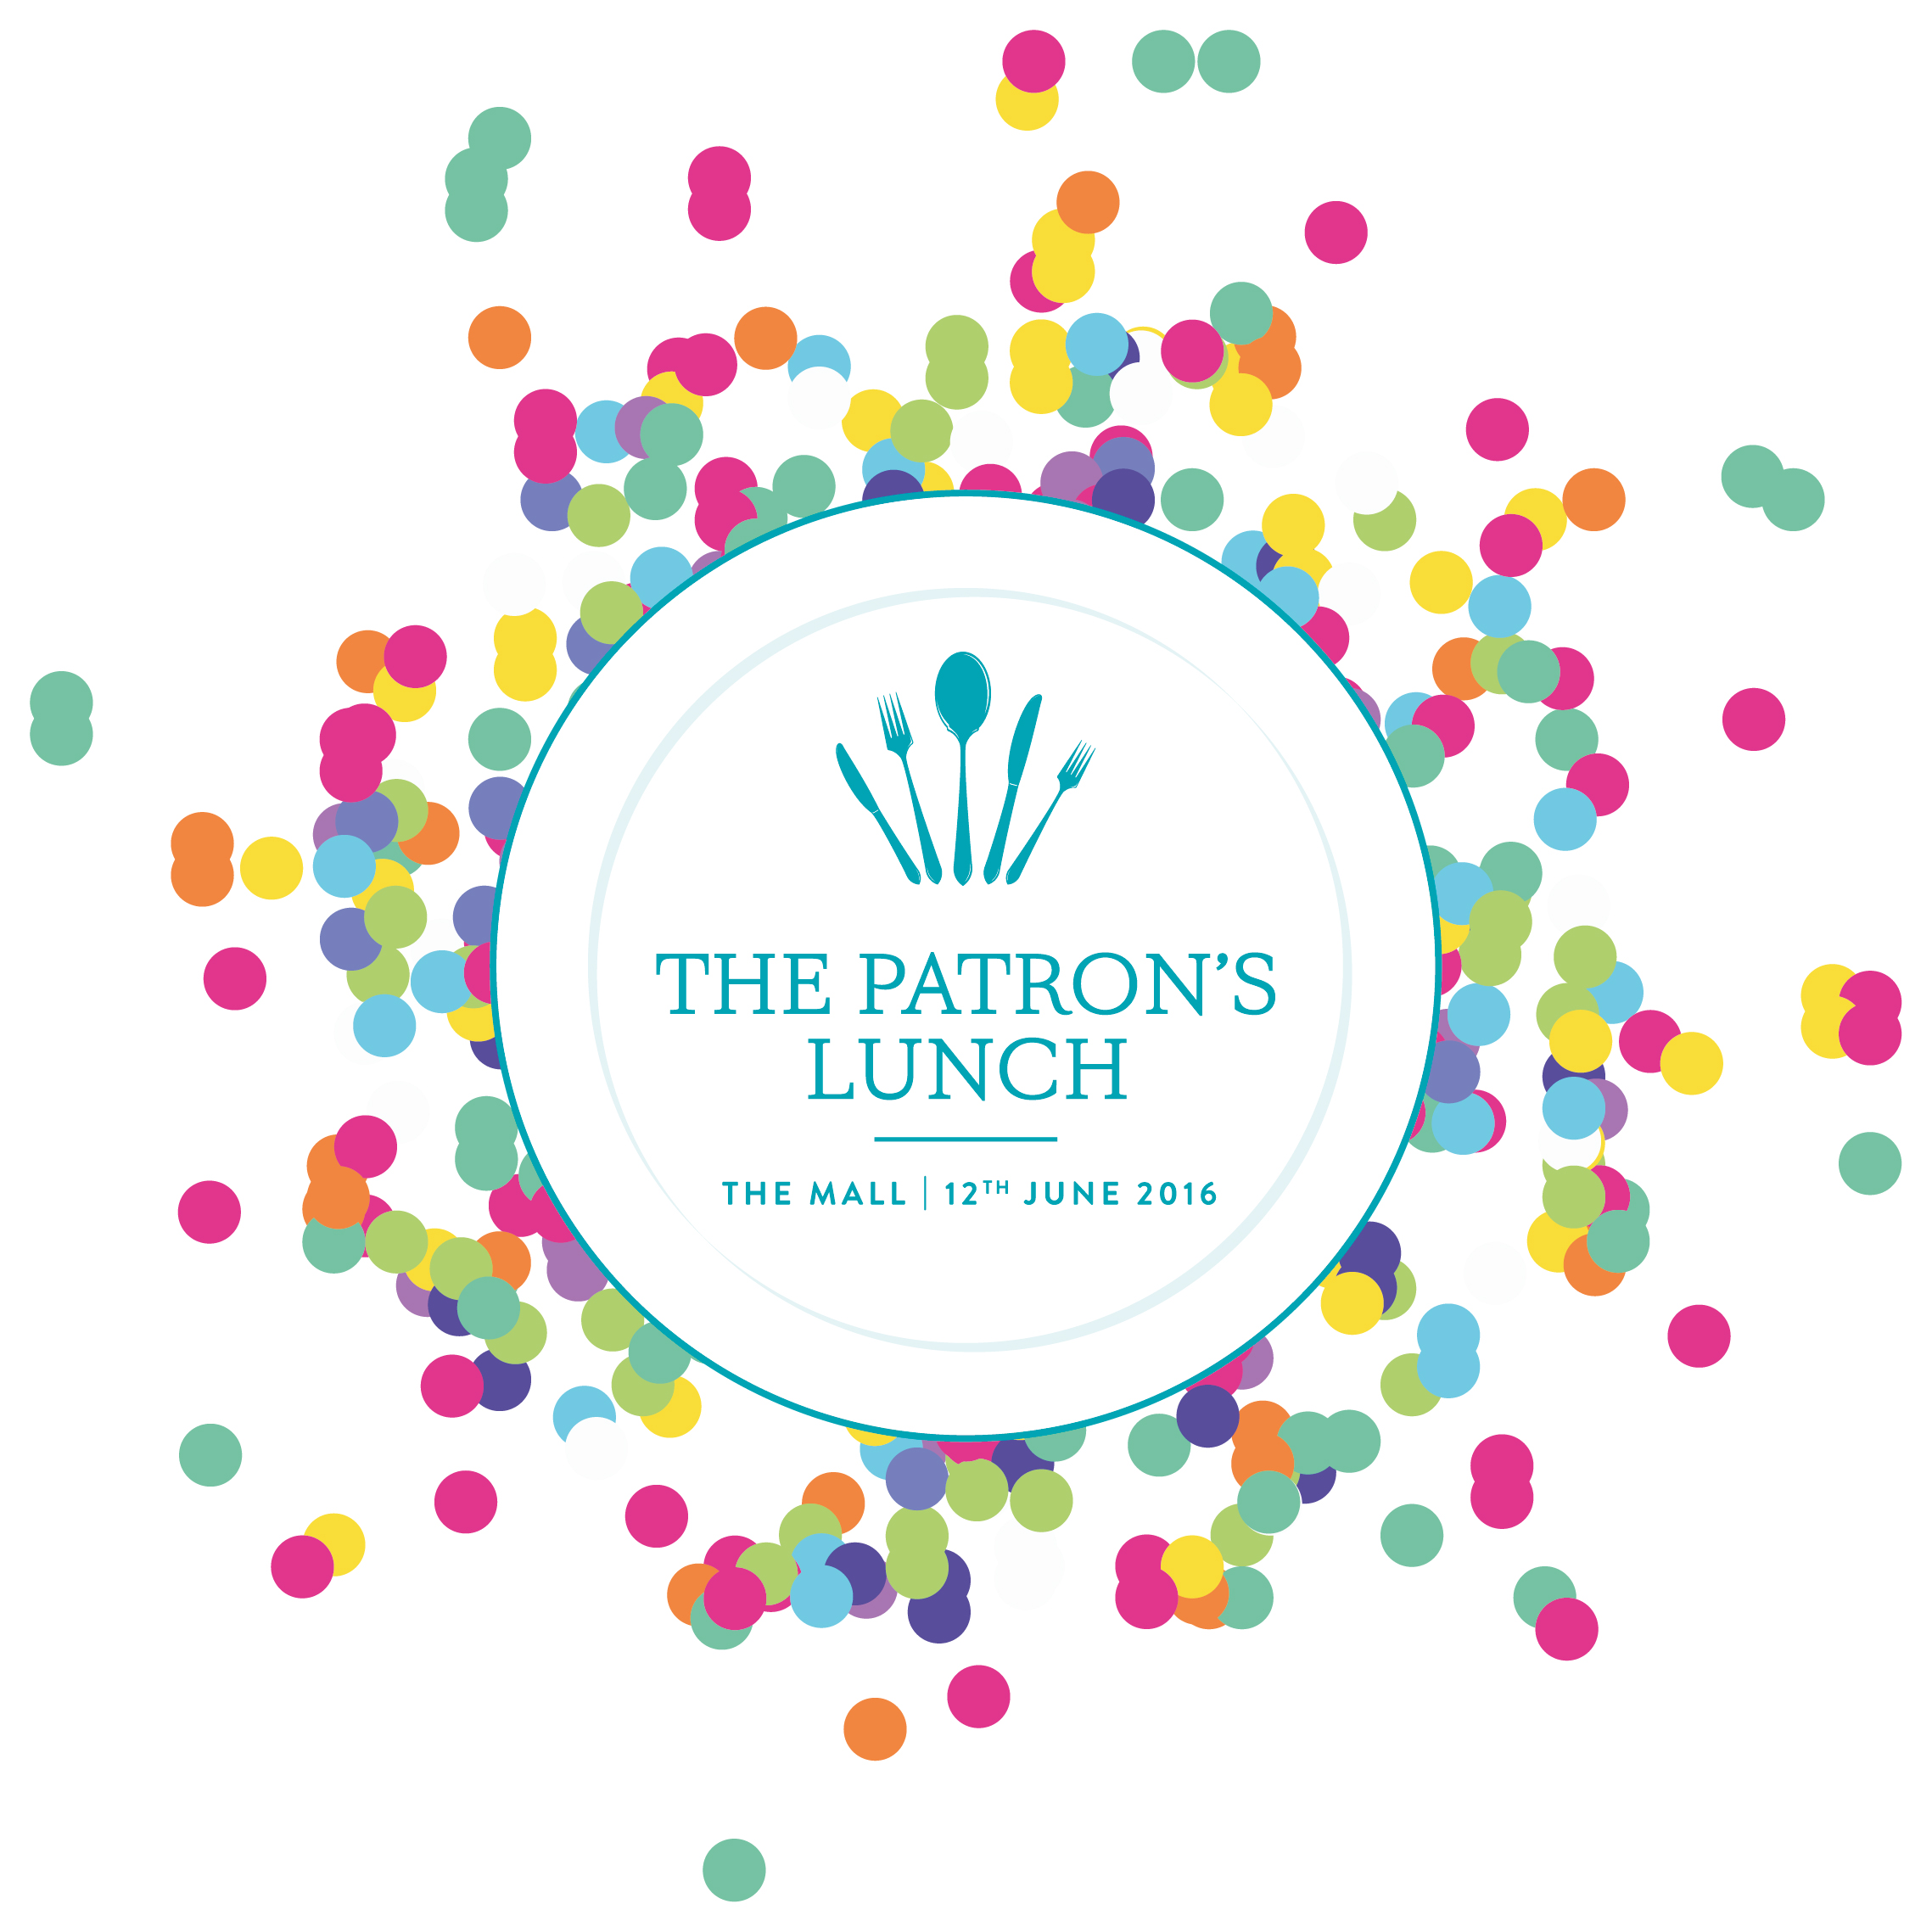 THE PATRON'S
LUNCH
THE MALL | 12TH JUNE 2016